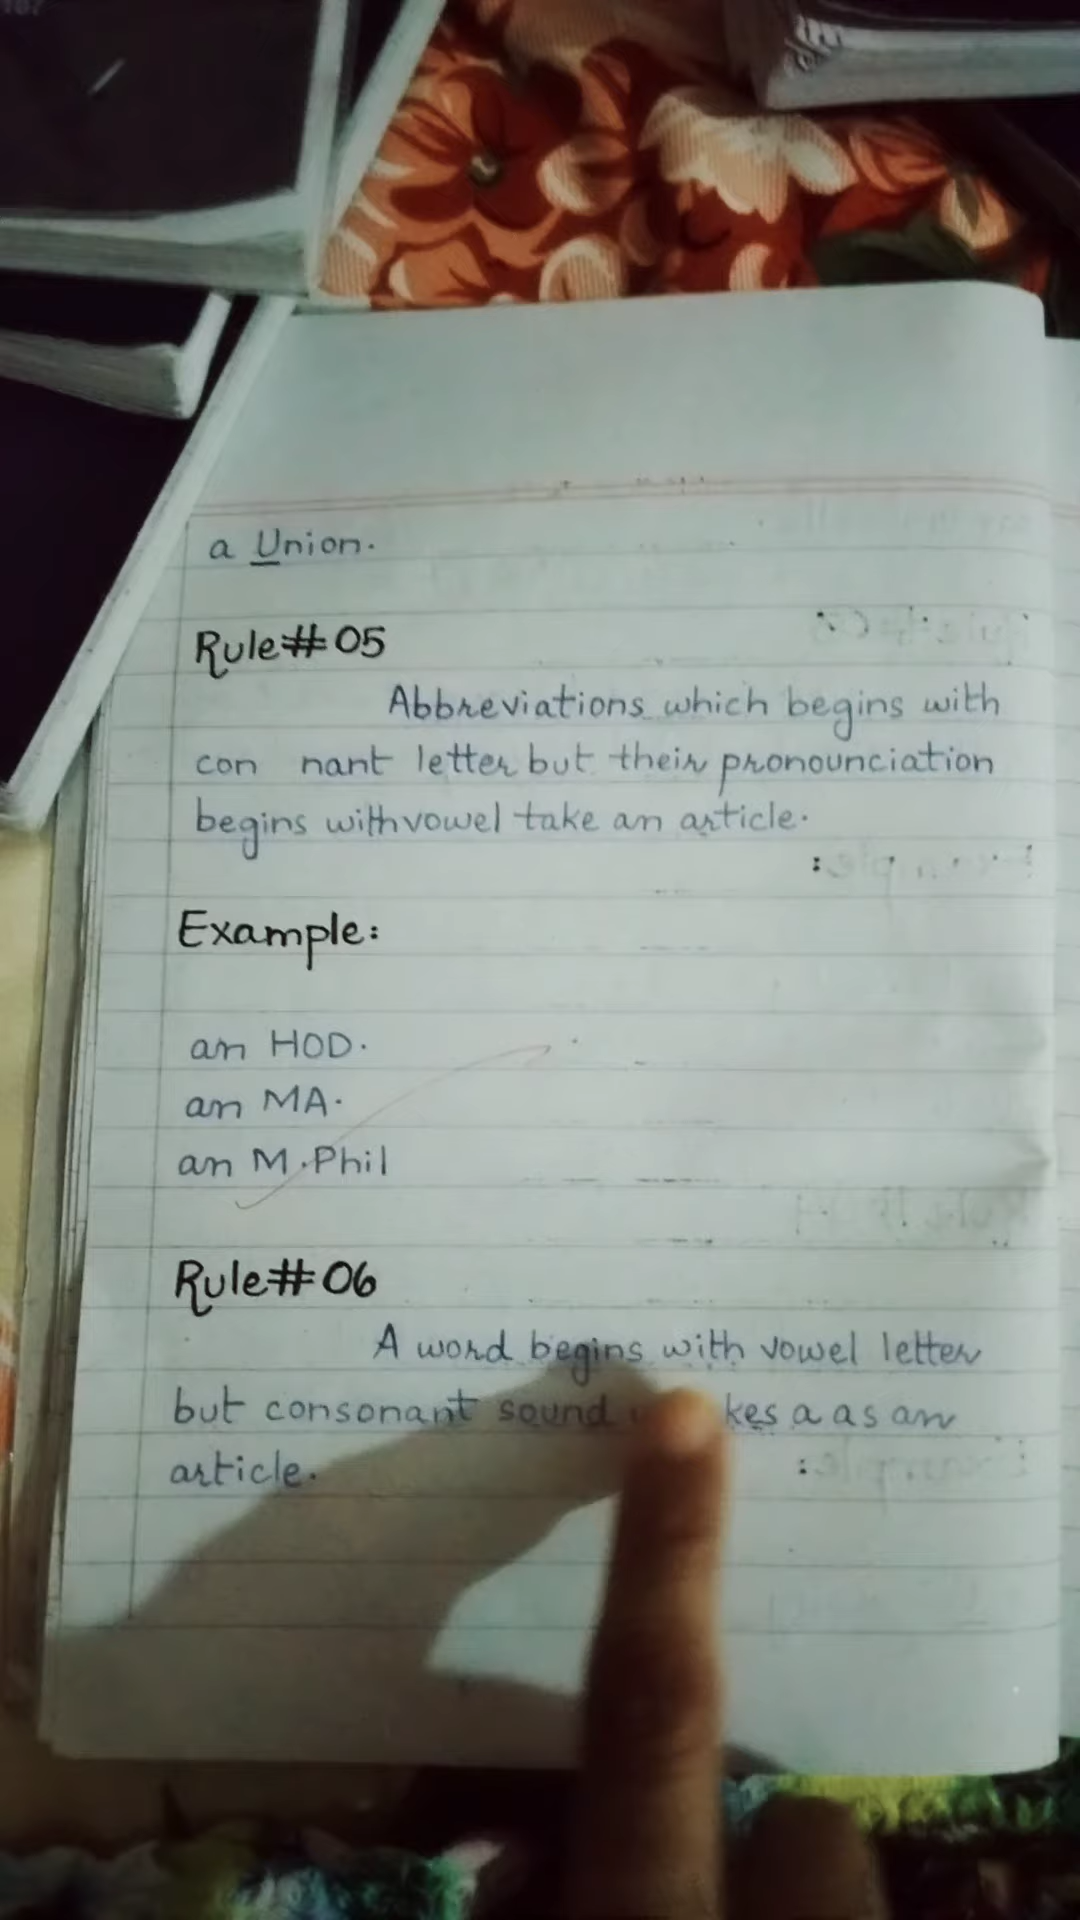 a Union.
Rule# 05
Abbreviations which begins with
con nant letter but their pronounciation
begins with vowel take an article.
Example:
an HOD.
an MA.
an M.Phil
Rule# 06
A word begins with vowel letter
but consonant sound kes a as an
article.